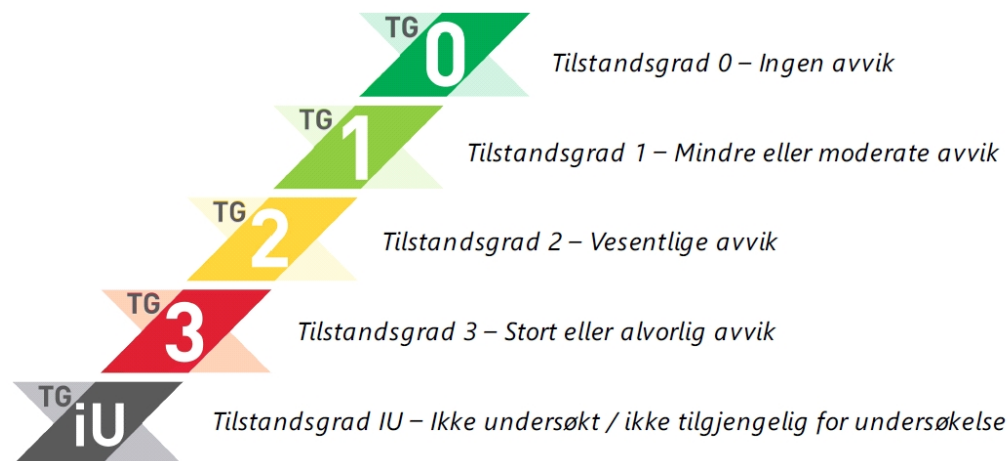 TG 0
Tilstandsgrad 0 – Ingen avvik
TG 1
Tilstandsgrad 1 – Mindre eller moderate avvik
TG 2
Tilstandsgrad 2 – Vesentlige avvik
TG 3
Tilstandsgrad 3 – Stort eller alvorlig avvik
TG iU
Tilstandsgrad IU – Ikke undersøkt / ikke tilgjengelig for undersøkelse